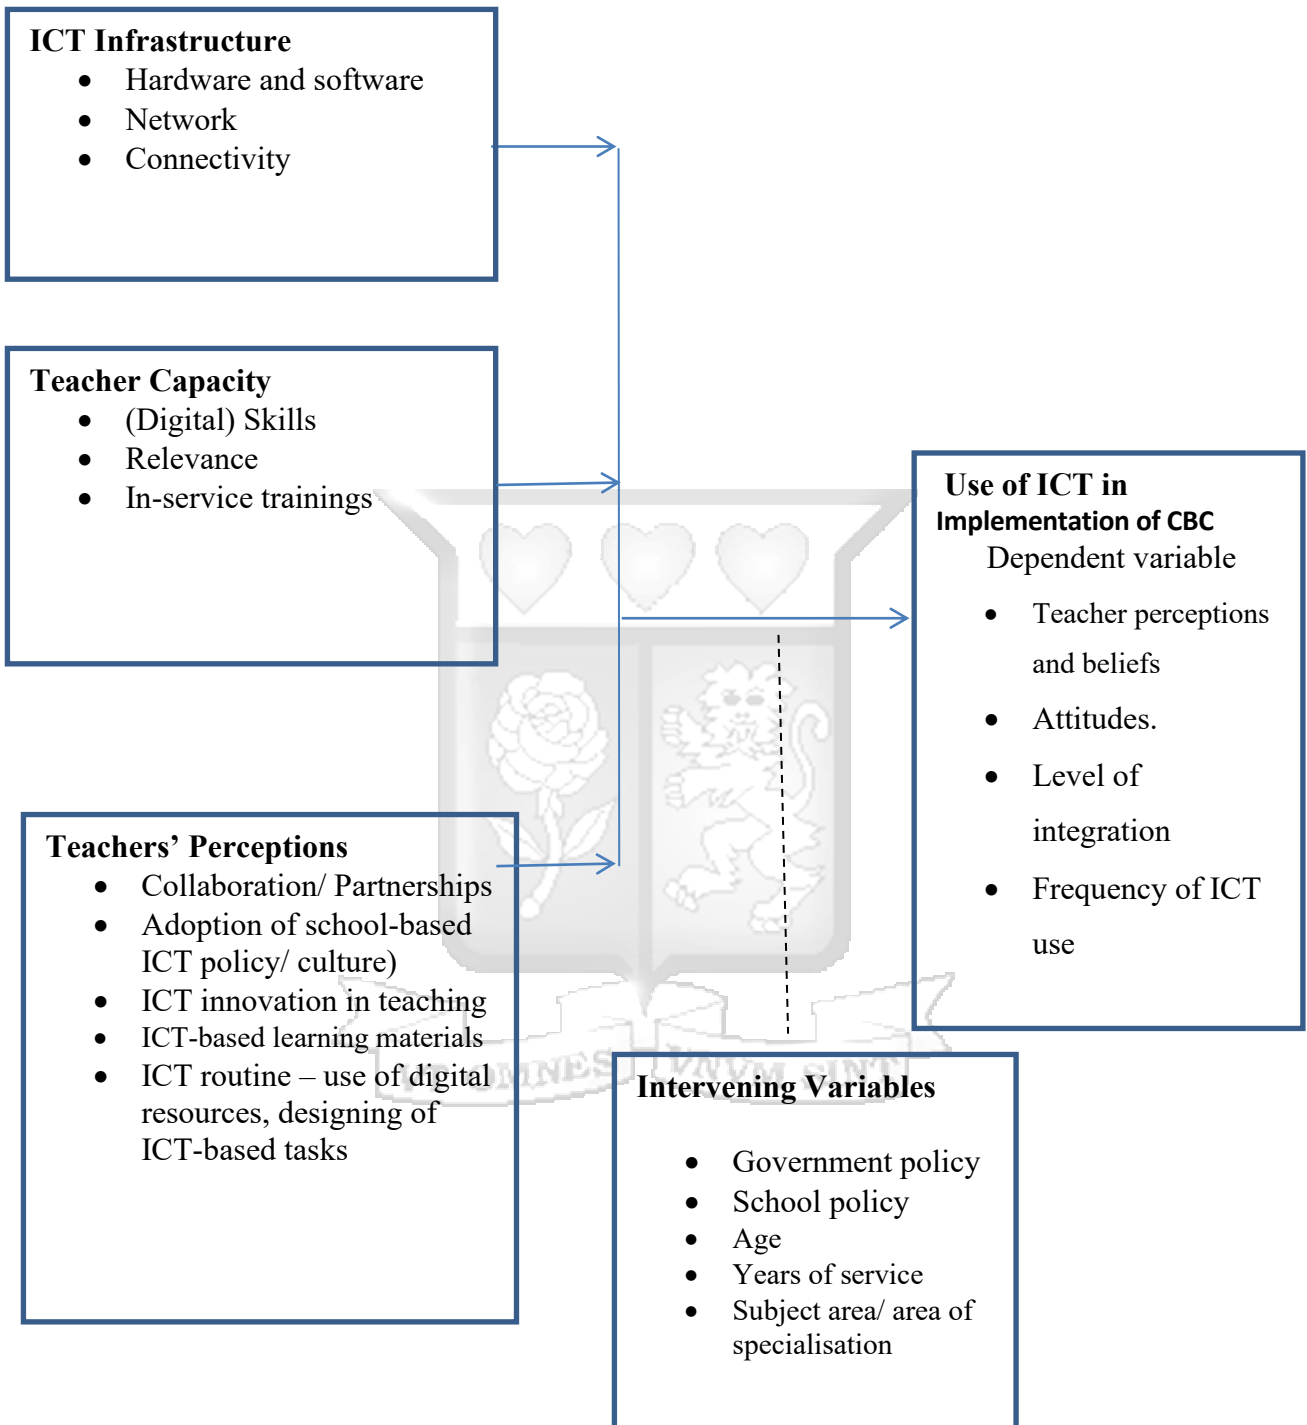 ICT Infrastructure
• Hardware and software
• Network
• Connectivity
Teacher Capacity
• (Digital) Skills
• Relevance
• In-service trainings
Use of ICT in
Implementation of CBC
Dependent variable
• Teacher perceptions
and beliefs
• Attitudes.
• Level of
integration
• Frequency of ICT
use
Teachers’ Perceptions
• Collaboration/ Partnerships
• Adoption of school-based
ICT policy/ culture)
• ICT innovation in teaching
• ICT-based learning materials
• ICT routine – use of digital
resources, designing of
ICT-based tasks
VT OMNES VNVM SINT
Intervening Variables
• Government policy
• School policy
• Age
• Years of service
• Subject area/ area of
specialisation